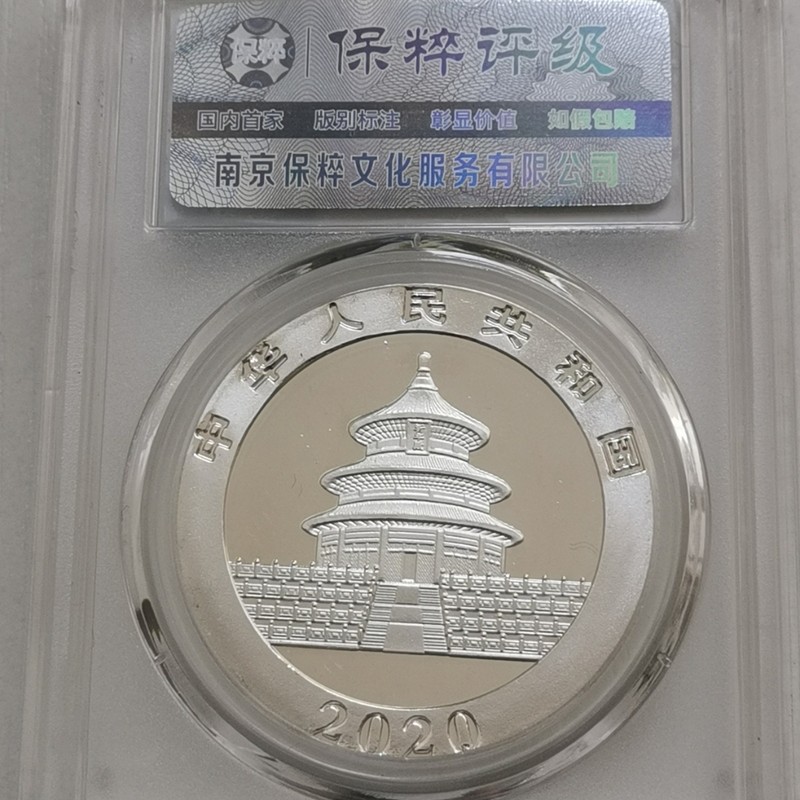 保粹 保粹评级
国内首家 版别标注 彰显价值 如假包赔
南京保粹文化服务有限公司
中华人民共和国
2020